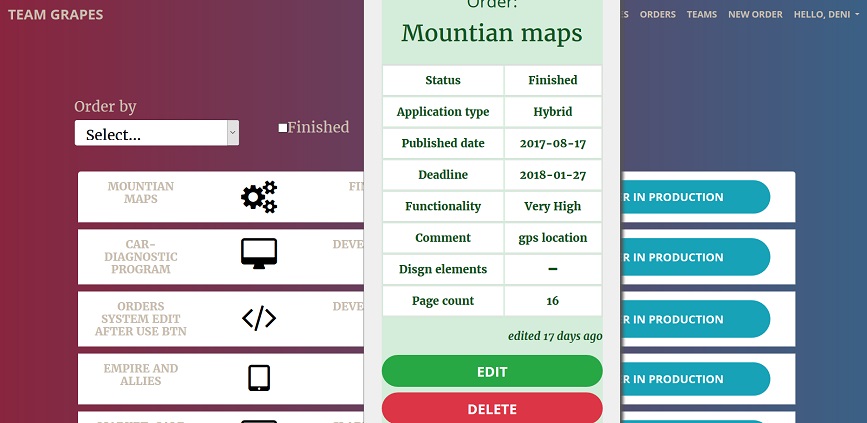 TEAM GRAPES
ORDERS TEAMS NEW ORDER HELLO, DENI
Order by
Select...
Finished
MOUNTIAN
MAPS
CAR-
DIAGNOSTIC
PROGRAM
ORDERS
SYSTEM EDIT
AFTER USE BTN
EMPIRE AND
ALLIES
Order:
Mountian maps
Status Finished
Application type Hybrid
Published date 2017-08-17
Deadline 2018-01-27
Functionality Very High
Comment gps location
Disgn elements –
Page count 16
edited 17 days ago
EDIT
DELETE
R IN PRODUCTION
R IN PRODUCTION
R IN PRODUCTION
R IN PRODUCTION